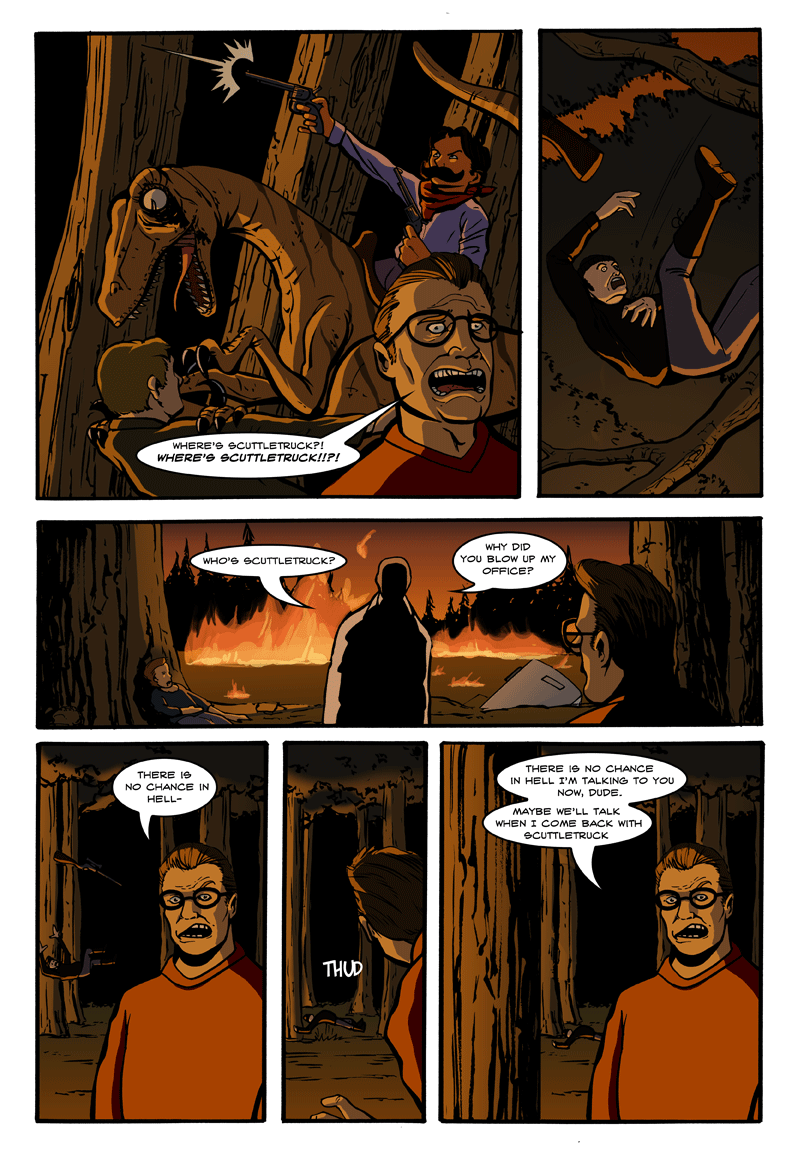 WHERE'S SCUTTLETRUCK?!
WHERE'S SCUTTLETRUCK!!?!
WHO'S SCUTTLETRUCK?
WHY DID
YOU BLOW UP MY
OFFICE?
THERE IS
NO CHANCE IN
HELL-
THUD
THERE IS NO CHANCE
IN HELL I'M TALKING TO YOU
NOW, DUDE.
MAYBE WE'LL TALK
WHEN I COME BACK WITH
SCUTTLETRUCK